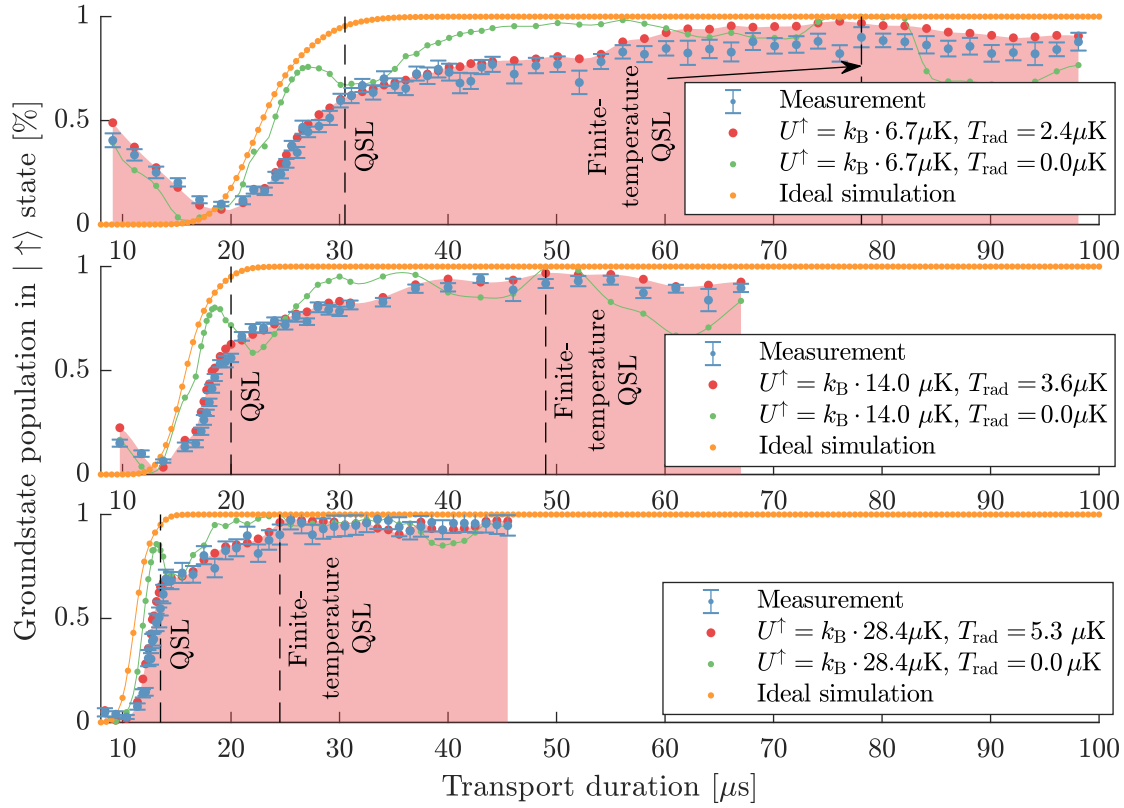 Groundstate population in |↑⟩ state [%]
1
0.5
0
QSL
Finite-
temperature
QSL
Measurement
U↑ = kB · 6.7μK, Trad = 2.4μK
U↑ = kB · 6.7μK, Trad = 0.0μK
Ideal simulation
10 20 30 40 50 60 70 80 90 100
1
0.5
0
QSL
Finite-
temperature
QSL
Measurement
U↑ = kB · 14.0 μK, Trad = 3.6μK
U↑ = kB · 14.0 μK, Trad = 0.0μK
Ideal simulation
10 20 30 40 50 60 70 80 90 100
1
0.5
0
QSL
Finite-
temperature
QSL
Measurement
U↑ = kB · 28.4μK, Trad = 5.3 μK
U↑ = kB · 28.4μK, Trad = 0.0 μK
Ideal simulation
10 20 30 40 50 60 70 80 90 100
Transport duration [μs]